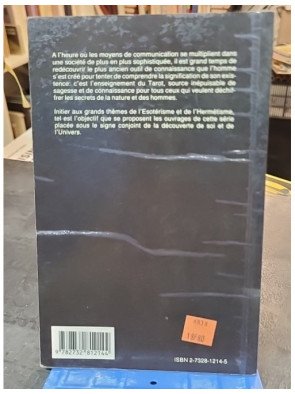 A l'heure où les moyens de communication se multiplient dans
une société de plus en plus sophistiquée, il est grand temps de
redécouvrir le plus ancien outil de connaissance que l'homme
s'est créé pour tenter de comprendre la signification de son exis-
tence: c'est l'enseignement du Tarot, source inépuisable de
sagesse et de connaissance pour tous ceux qui veulent déchif-
frer les secrets de la nature et des hommes.
Initier aux grands thèmes de l'Esotérisme et de l'Hermétisme,
tel est l'objectif que se proposent les ouvrages de cette série
placée sous le signe conjoint de la découverte de soi et de
l'Univers.
9 782732 812144
ISBN 2-7328-1214-5